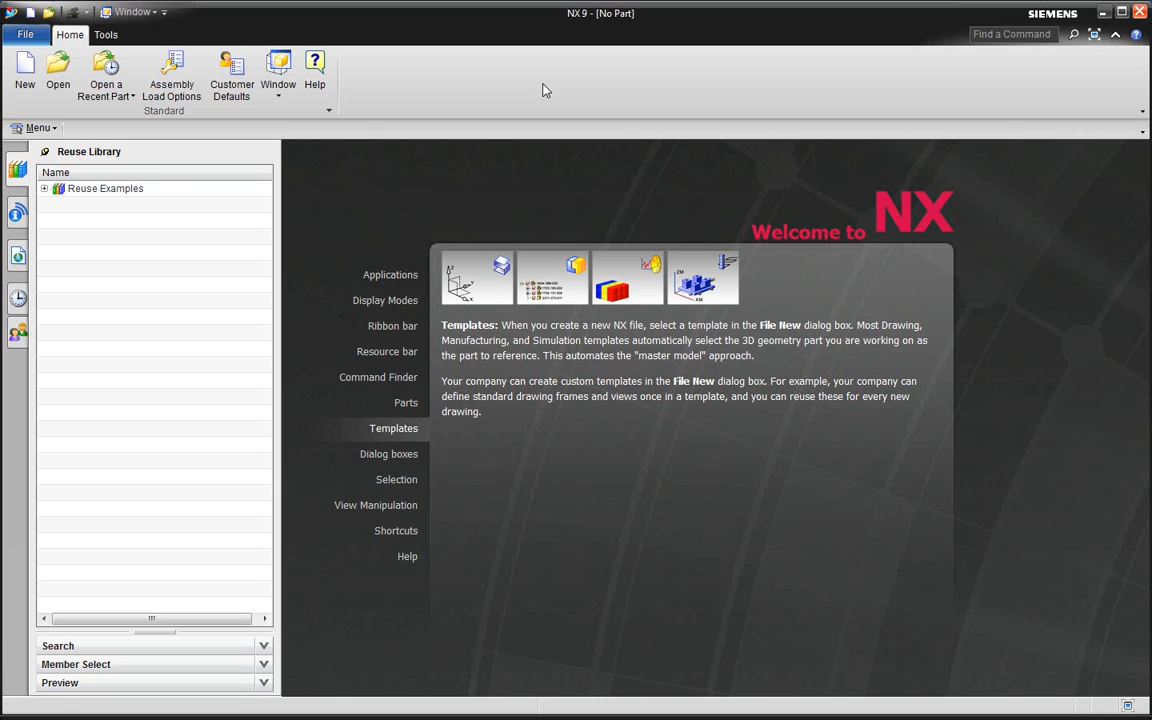 Window
NX 9 - [No Part]
SIEMENS
File
Home
Tools
Find a Command
New
Open
Open a
Recent Part
Assembly
Load Options
Customer
Defaults
Window
Help
Standard
Menu
Reuse Library
Name
Reuse Examples
Search
Member Select
Preview
Welcome to NX
Applications
Display Modes
Ribbon bar
Resource bar
Command Finder
Parts
Templates
Dialog boxes
Selection
View Manipulation
Shortcuts
Help
Templates: When you create a new NX file, select a template in the File New dialog box. Most Drawing,
Manufacturing, and Simulation templates automatically select the 3D geometry part you are working on as
the part to reference. This automates the "master model" approach.
Your company can create custom templates in the File New dialog box. For example, your company can
define standard drawing frames and views once in a template, and you can reuse these for every new
drawing.